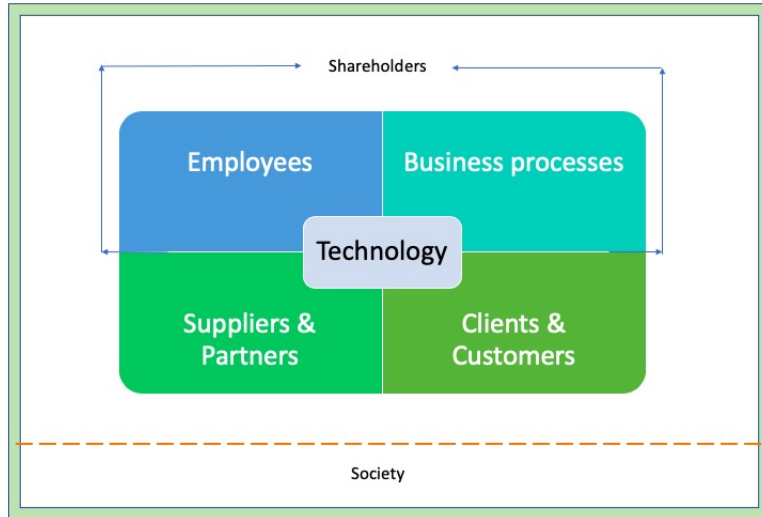 Shareholders
Employees
Business processes
Technology
Suppliers &
Partners
Clients &
Customers
Society